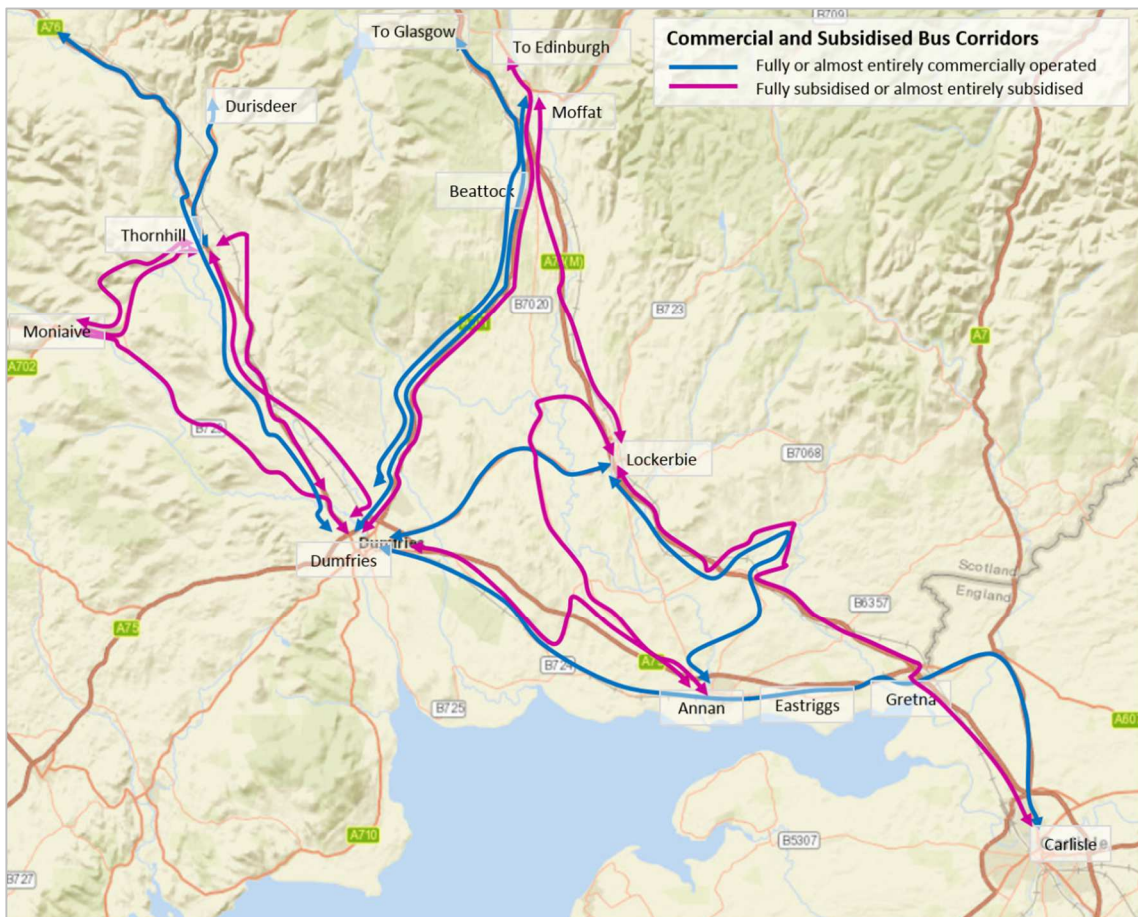 B709
A76
To Glasgow
To Edinburgh
Commercial and Subsidised Bus Corridors
Fully or almost entirely commercially operated
Fully subsidised or almost entirely subsidised
Durisdeer
Moffat
Beattock
Thornhill
B7020
B723
Moniaive
A7
A702
B7068
Lockerbie
Dumfries
Dumfries
Scotland
England
B6357
A75
B724
B725
Annan
Eastriggs
Gretna
A710
B5307
Carlisle
B727